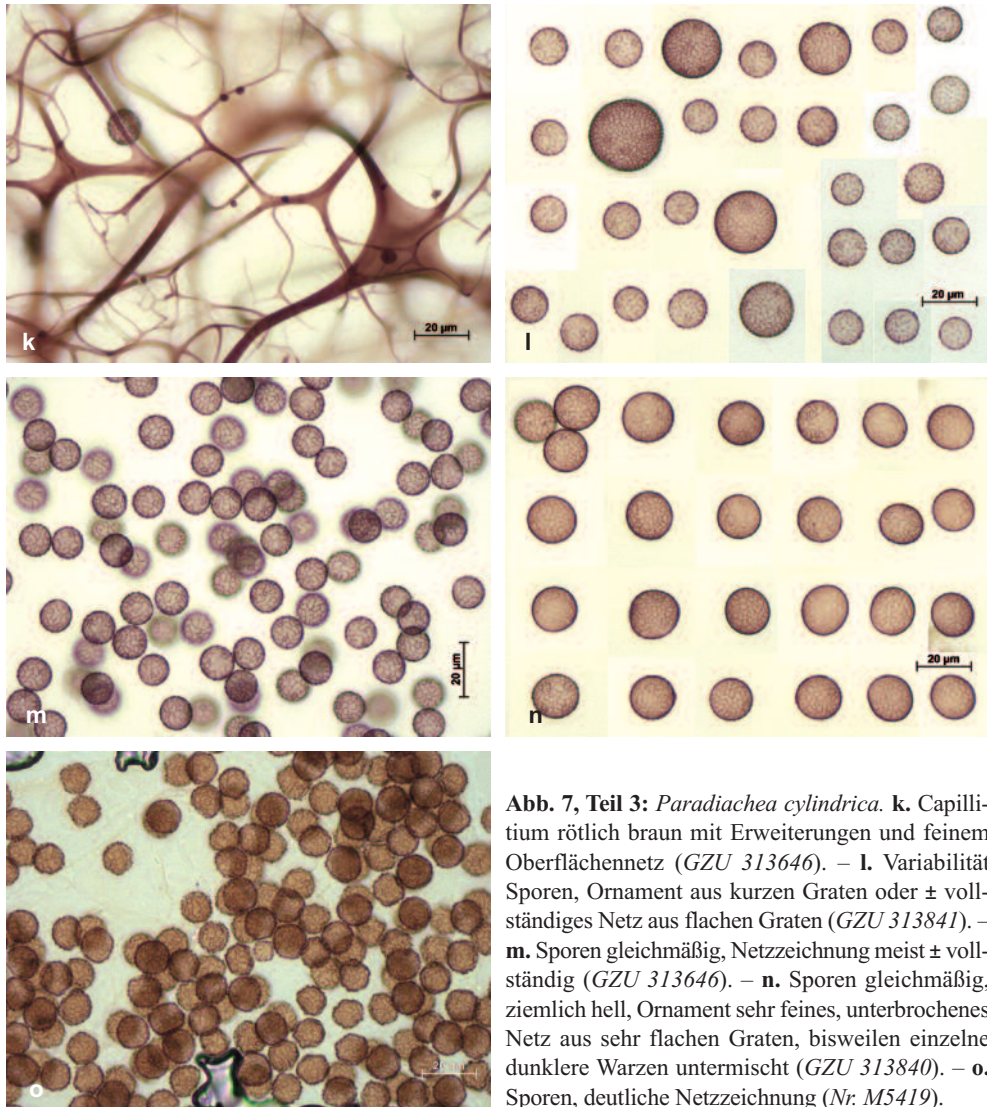 20 µm
k
20 µm
l
20 µm
m
20 µm
n
20 µm
o
Abb. 7, Teil 3: Paradiachea cylindrica. k. Capilli-
tium rötlich braun mit Erweiterungen und feinem
Oberflächennetz (GZU 313646). – l. Variabilität
Sporen, Ornament aus kurzen Graten oder ± voll-
ständiges Netz aus flachen Graten (GZU 313841). –
m. Sporen gleichmäßig, Netzzeichnung meist ± voll-
ständig (GZU 313646). – n. Sporen gleichmäßig,
ziemlich hell, Ornament sehr feines, unterbrochenes
Netz aus sehr flachen Graten, bisweilen einzelne
dunklere Warzen untermischt (GZU 313840). – o.
Sporen, deutliche Netzzeichnung (Nr. M5419).